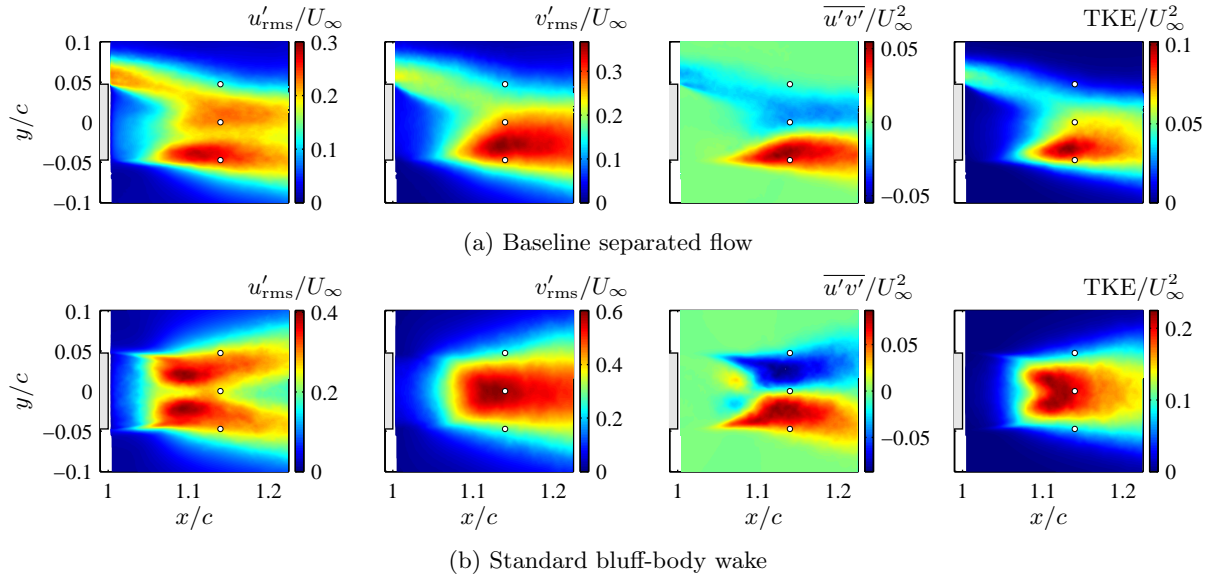 u′rms/U∞ v′rms/U∞ u′v′/U∞² TKE/U∞²
0.1 0.3 0.05 0.1
0.05 0.2 0.3
y/c 0 0.2 0 0.05
−0.05 0.1 0.1
−0.1 0 0 −0.05 0
(a) Baseline separated flow
u′rms/U∞ v′rms/U∞ u′v′/U∞² TKE/U∞²
0.1 0.4 0.6
0.05 0.4 0.05 0.2
y/c 0 0.2 0 0.1
−0.05 0.2 −0.05
−0.1 0 0 0
1 1.1 1.2 1 1.1 1.2 1 1.1 1.2 1 1.1 1.2
x/c x/c x/c x/c
(b) Standard bluff-body wake